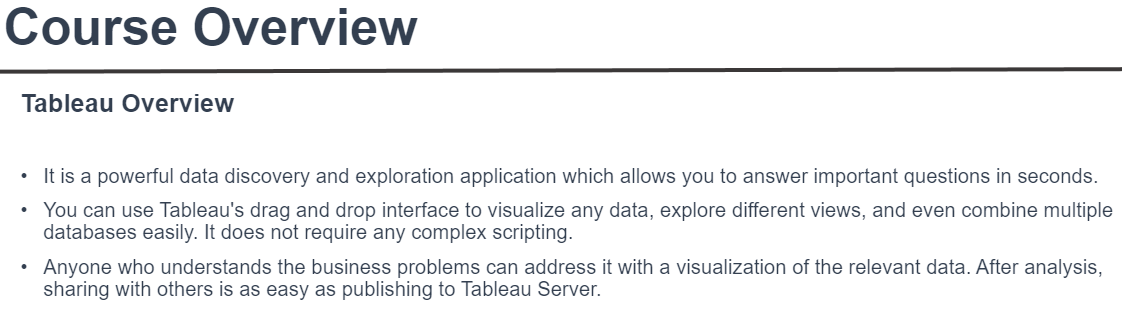 Course Overview
Tableau Overview
• It is a powerful data discovery and exploration application which allows you to answer important questions in seconds.
• You can use Tableau's drag and drop interface to visualize any data, explore different views, and even combine multiple
databases easily. It does not require any complex scripting.
• Anyone who understands the business problems can address it with a visualization of the relevant data. After analysis,
sharing with others is as easy as publishing to Tableau Server.